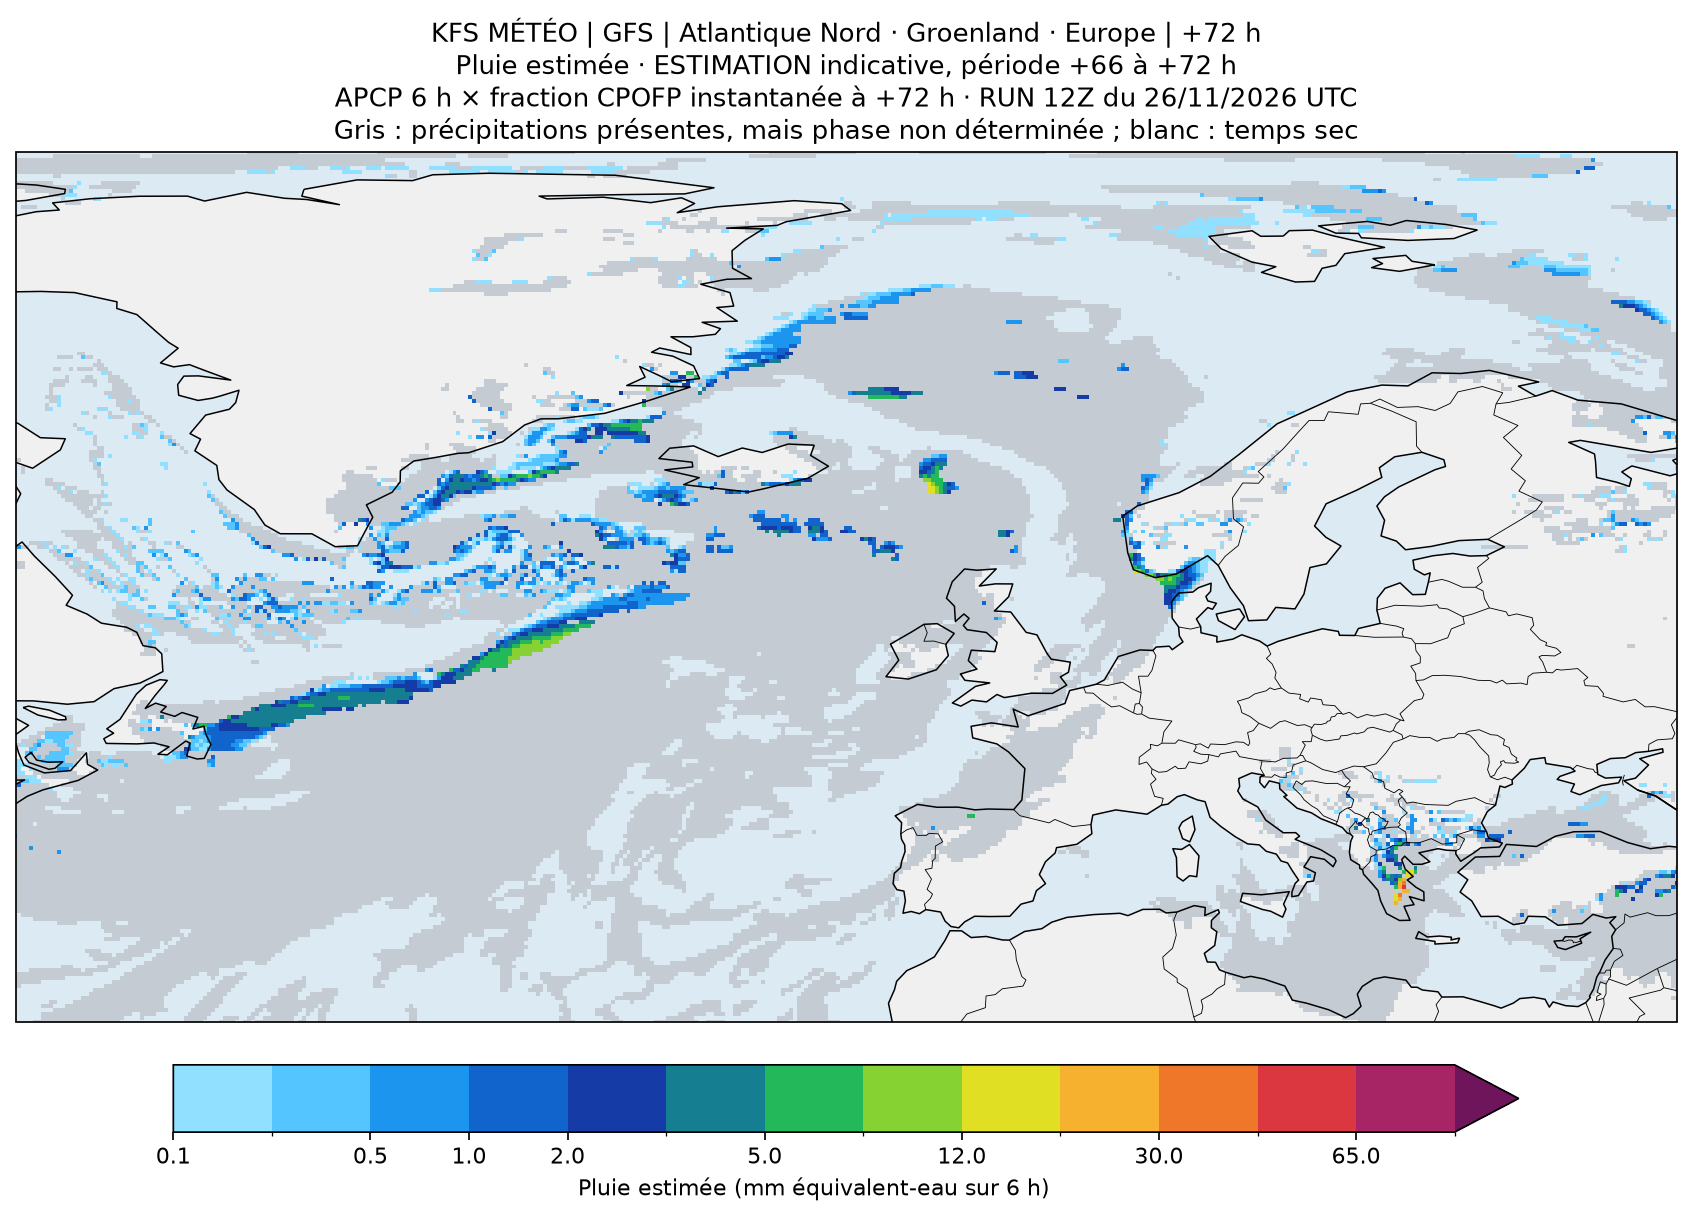 KFS MÉTÉO | GFS | Atlantique Nord · Groenland · Europe | +72 h
Pluie estimée · ESTIMATION indicative, période +66 à +72 h
APCP 6 h × fraction CPOFP instantanée à +72 h · RUN 12Z du 26/11/2026 UTC
Gris : précipitations présentes, mais phase non déterminée ; blanc : temps sec
0.1 0.5 1.0 2.0 5.0 12.0 30.0 65.0
Pluie estimée (mm équivalent-eau sur 6 h)